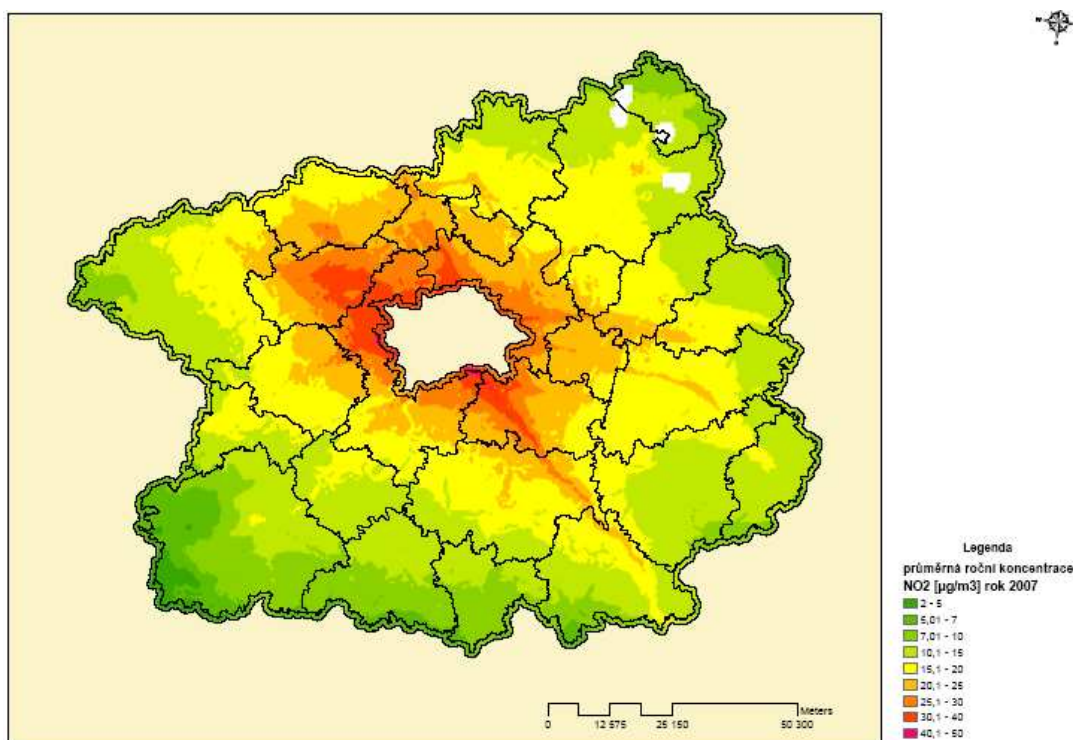 Legenda
průměrná roční koncentrace
NO2 [µg/m3] rok 2007
2 - 5
5,01 - 7
7,01 - 10
10,1 - 15
15,1 - 20
20,1 - 25
25,1 - 30
30,1 - 40
40,1 - 50
Meters
0 12 575 25 150 50 300